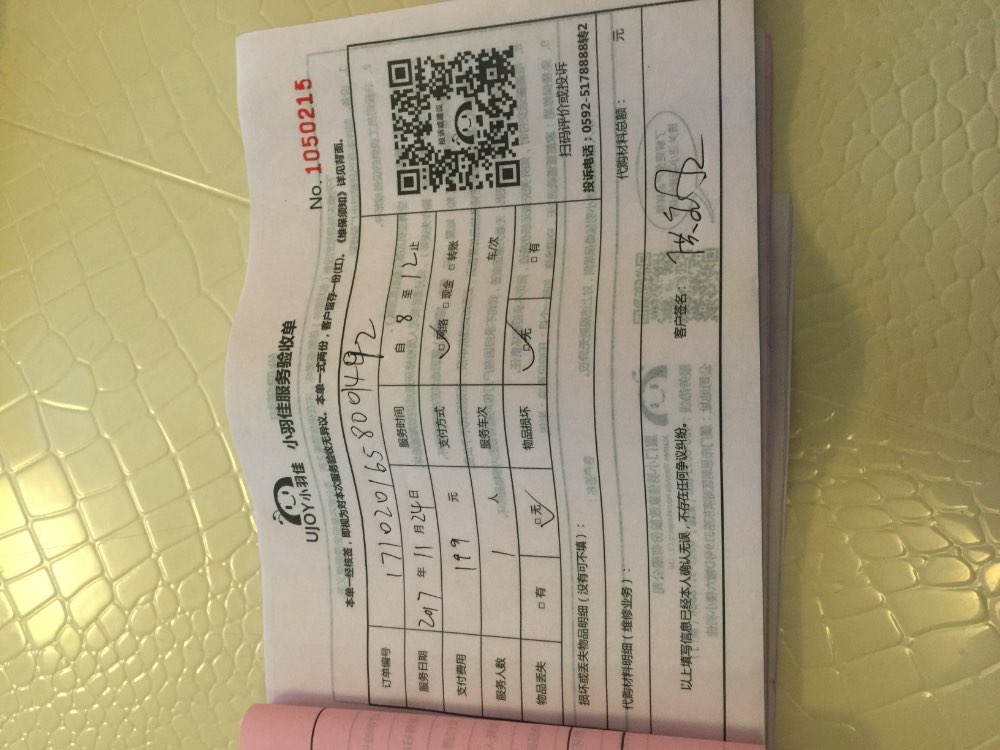 UJOY小羽佳 小羽佳服务验收单
No. 1050215
本单一经核签，即视为对本次服务验收无异议。本单一式两份，客户留存一份(红)。《维保须知》详见背面。
订单编号 1710201658001492
服务日期 2017 年 11 月 24 日 服务时间 自 8 至 12 止
支付费用 199 元 支付方式 □网络 □现金 □转账
服务人数 1 人 服务车次 车/次
物品丢失 □有 □无 物品损坏 □无 □有
投诉或建议
扫码评价或投诉
投诉电话：0592-5178888转2
损坏或丢失物品明细（没有可不填）：
代购材料明细（维修业务）： 代购材料总额： 元
以上填写信息已经本人确认无误，不存在任何争议纠纷。 客户签名：